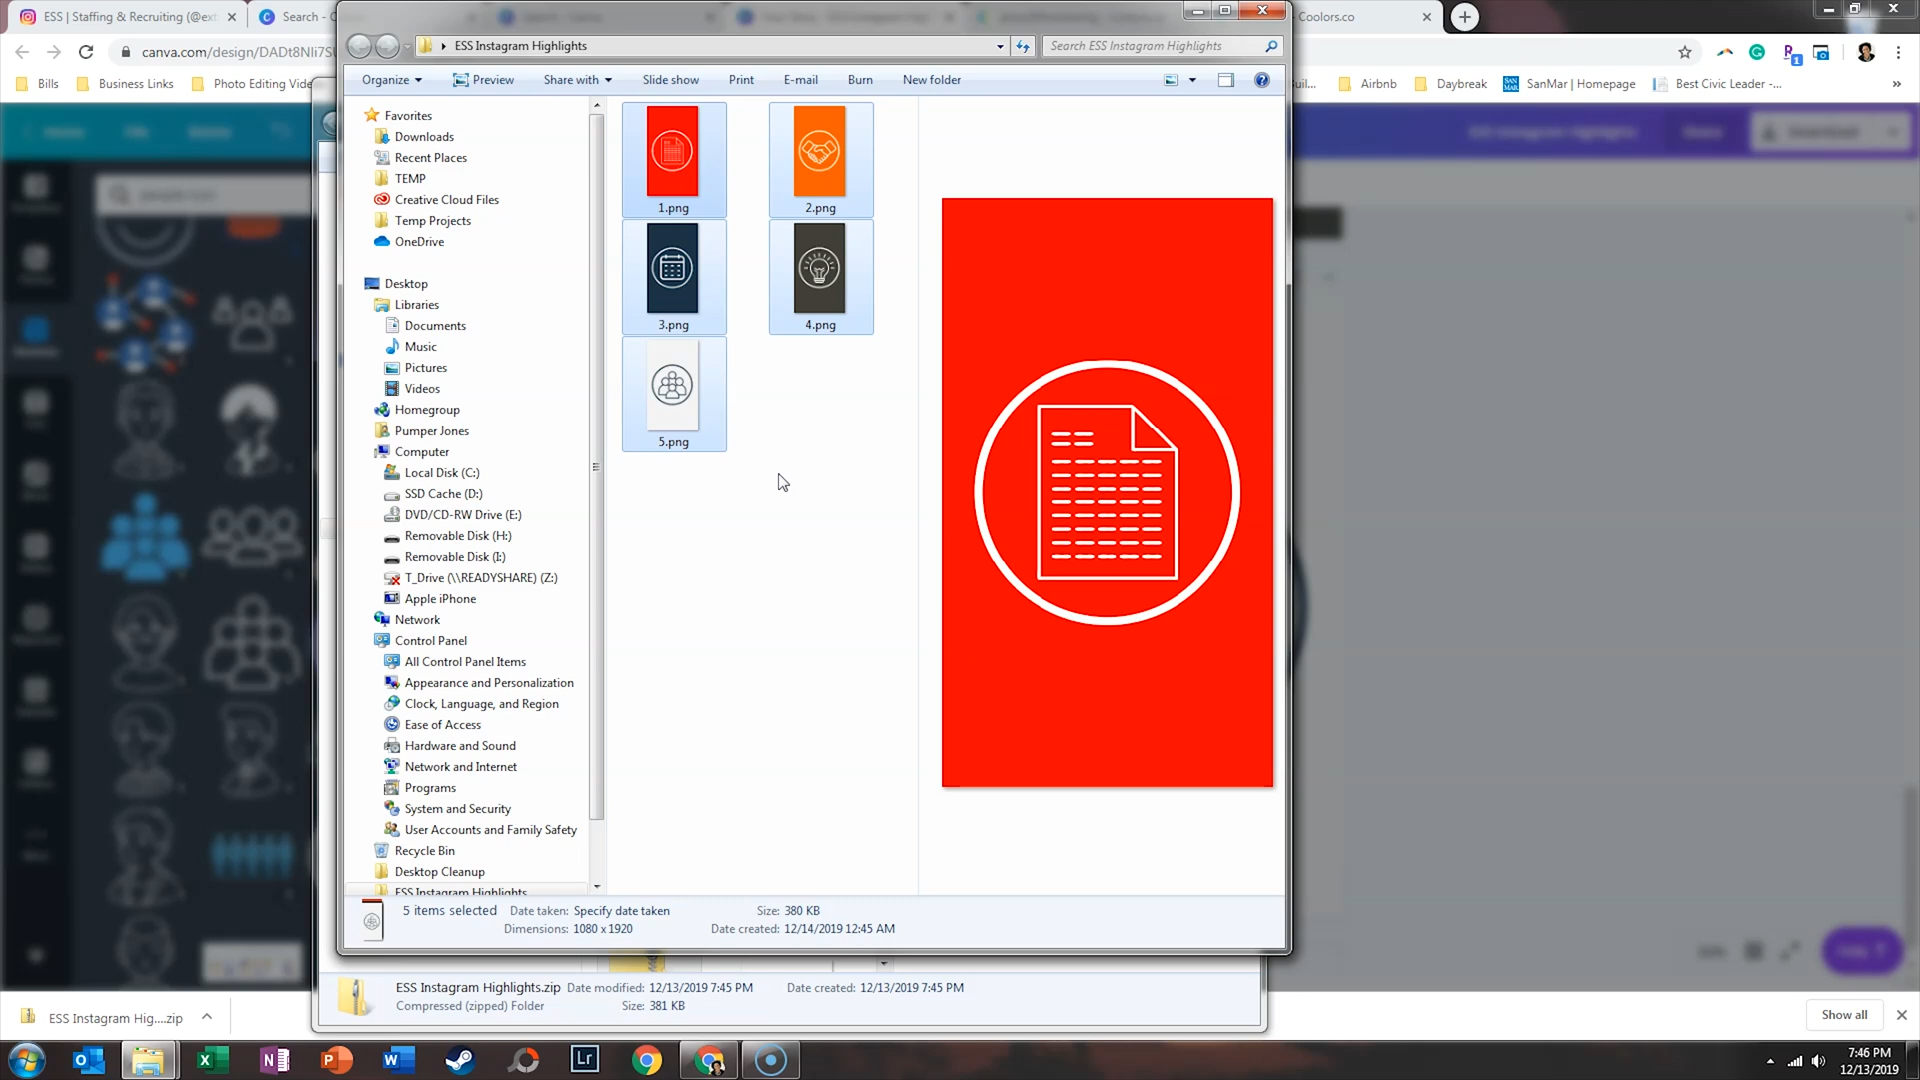 ESS | Staffing & Recruiting (@ext
Search - C
Coolors.co
canva.com/design/DADt8Nli7S
1
Bills
Business Links
Photo Editing Vide
Airbnb
Daybreak
SAN MAR
SanMar | Homepage
Best Civic Leader -...
»
ESS Instagram Highlights
Search ESS Instagram Highlights
Organize
Preview
Share with
Slide show
Print
E-mail
Burn
New folder
Favorites
Downloads
Recent Places
TEMP
Creative Cloud Files
Temp Projects
OneDrive
Desktop
Libraries
Documents
Music
Pictures
Videos
Homegroup
Pumper Jones
Computer
Local Disk (C:)
SSD Cache (D:)
DVD/CD-RW Drive (E:)
Removable Disk (H:)
Removable Disk (I:)
T_Drive (\\READYSHARE) (Z:)
Apple iPhone
Network
Control Panel
All Control Panel Items
Appearance and Personalization
Clock, Language, and Region
Ease of Access
Hardware and Sound
Network and Internet
Programs
System and Security
User Accounts and Family Safety
Recycle Bin
Desktop Cleanup
ESS Instagram Highlights
1.png
2.png
3.png
4.png
5.png
5 items selected
Date taken: Specify date taken
Size: 380 KB
Dimensions: 1080 x 1920
Date created: 12/14/2019 12:45 AM
ESS Instagram Highlights.zip
Date modified: 12/13/2019 7:45 PM
Date created: 12/13/2019 7:45 PM
Compressed (zipped) Folder
Size: 381 KB
ESS Instagram Hig....zip
Show all
Lr
7:46 PM
12/13/2019